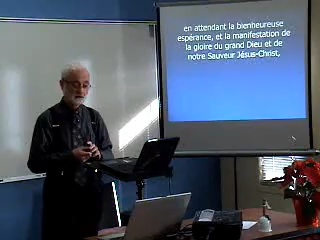 en attendant la bienheureuse
espérance, et la manifestation de
la gloire du grand Dieu et de
notre Sauveur Jésus-Christ,